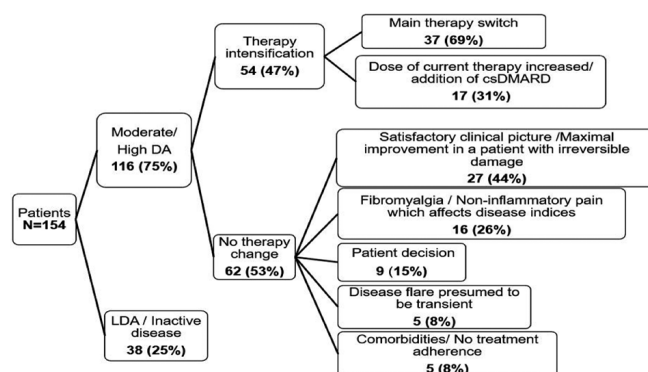 Patients
N=154
Moderate/
High DA
116 (75%)
LDA / Inactive
disease
38 (25%)
Therapy
intensification
54 (47%)
No therapy
change
62 (53%)
Main therapy switch
37 (69%)
Dose of current therapy increased/
addition of csDMARD
17 (31%)
Satisfactory clinical picture /Maximal
improvement in a patient with irreversible
damage
27 (44%)
Fibromyalgia / Non-inflammatory pain
which affects disease indices
16 (26%)
Patient decision
9 (15%)
Disease flare presumed to
be transient
5 (8%)
Comorbidities/ No treatment
adherence
5 (8%)